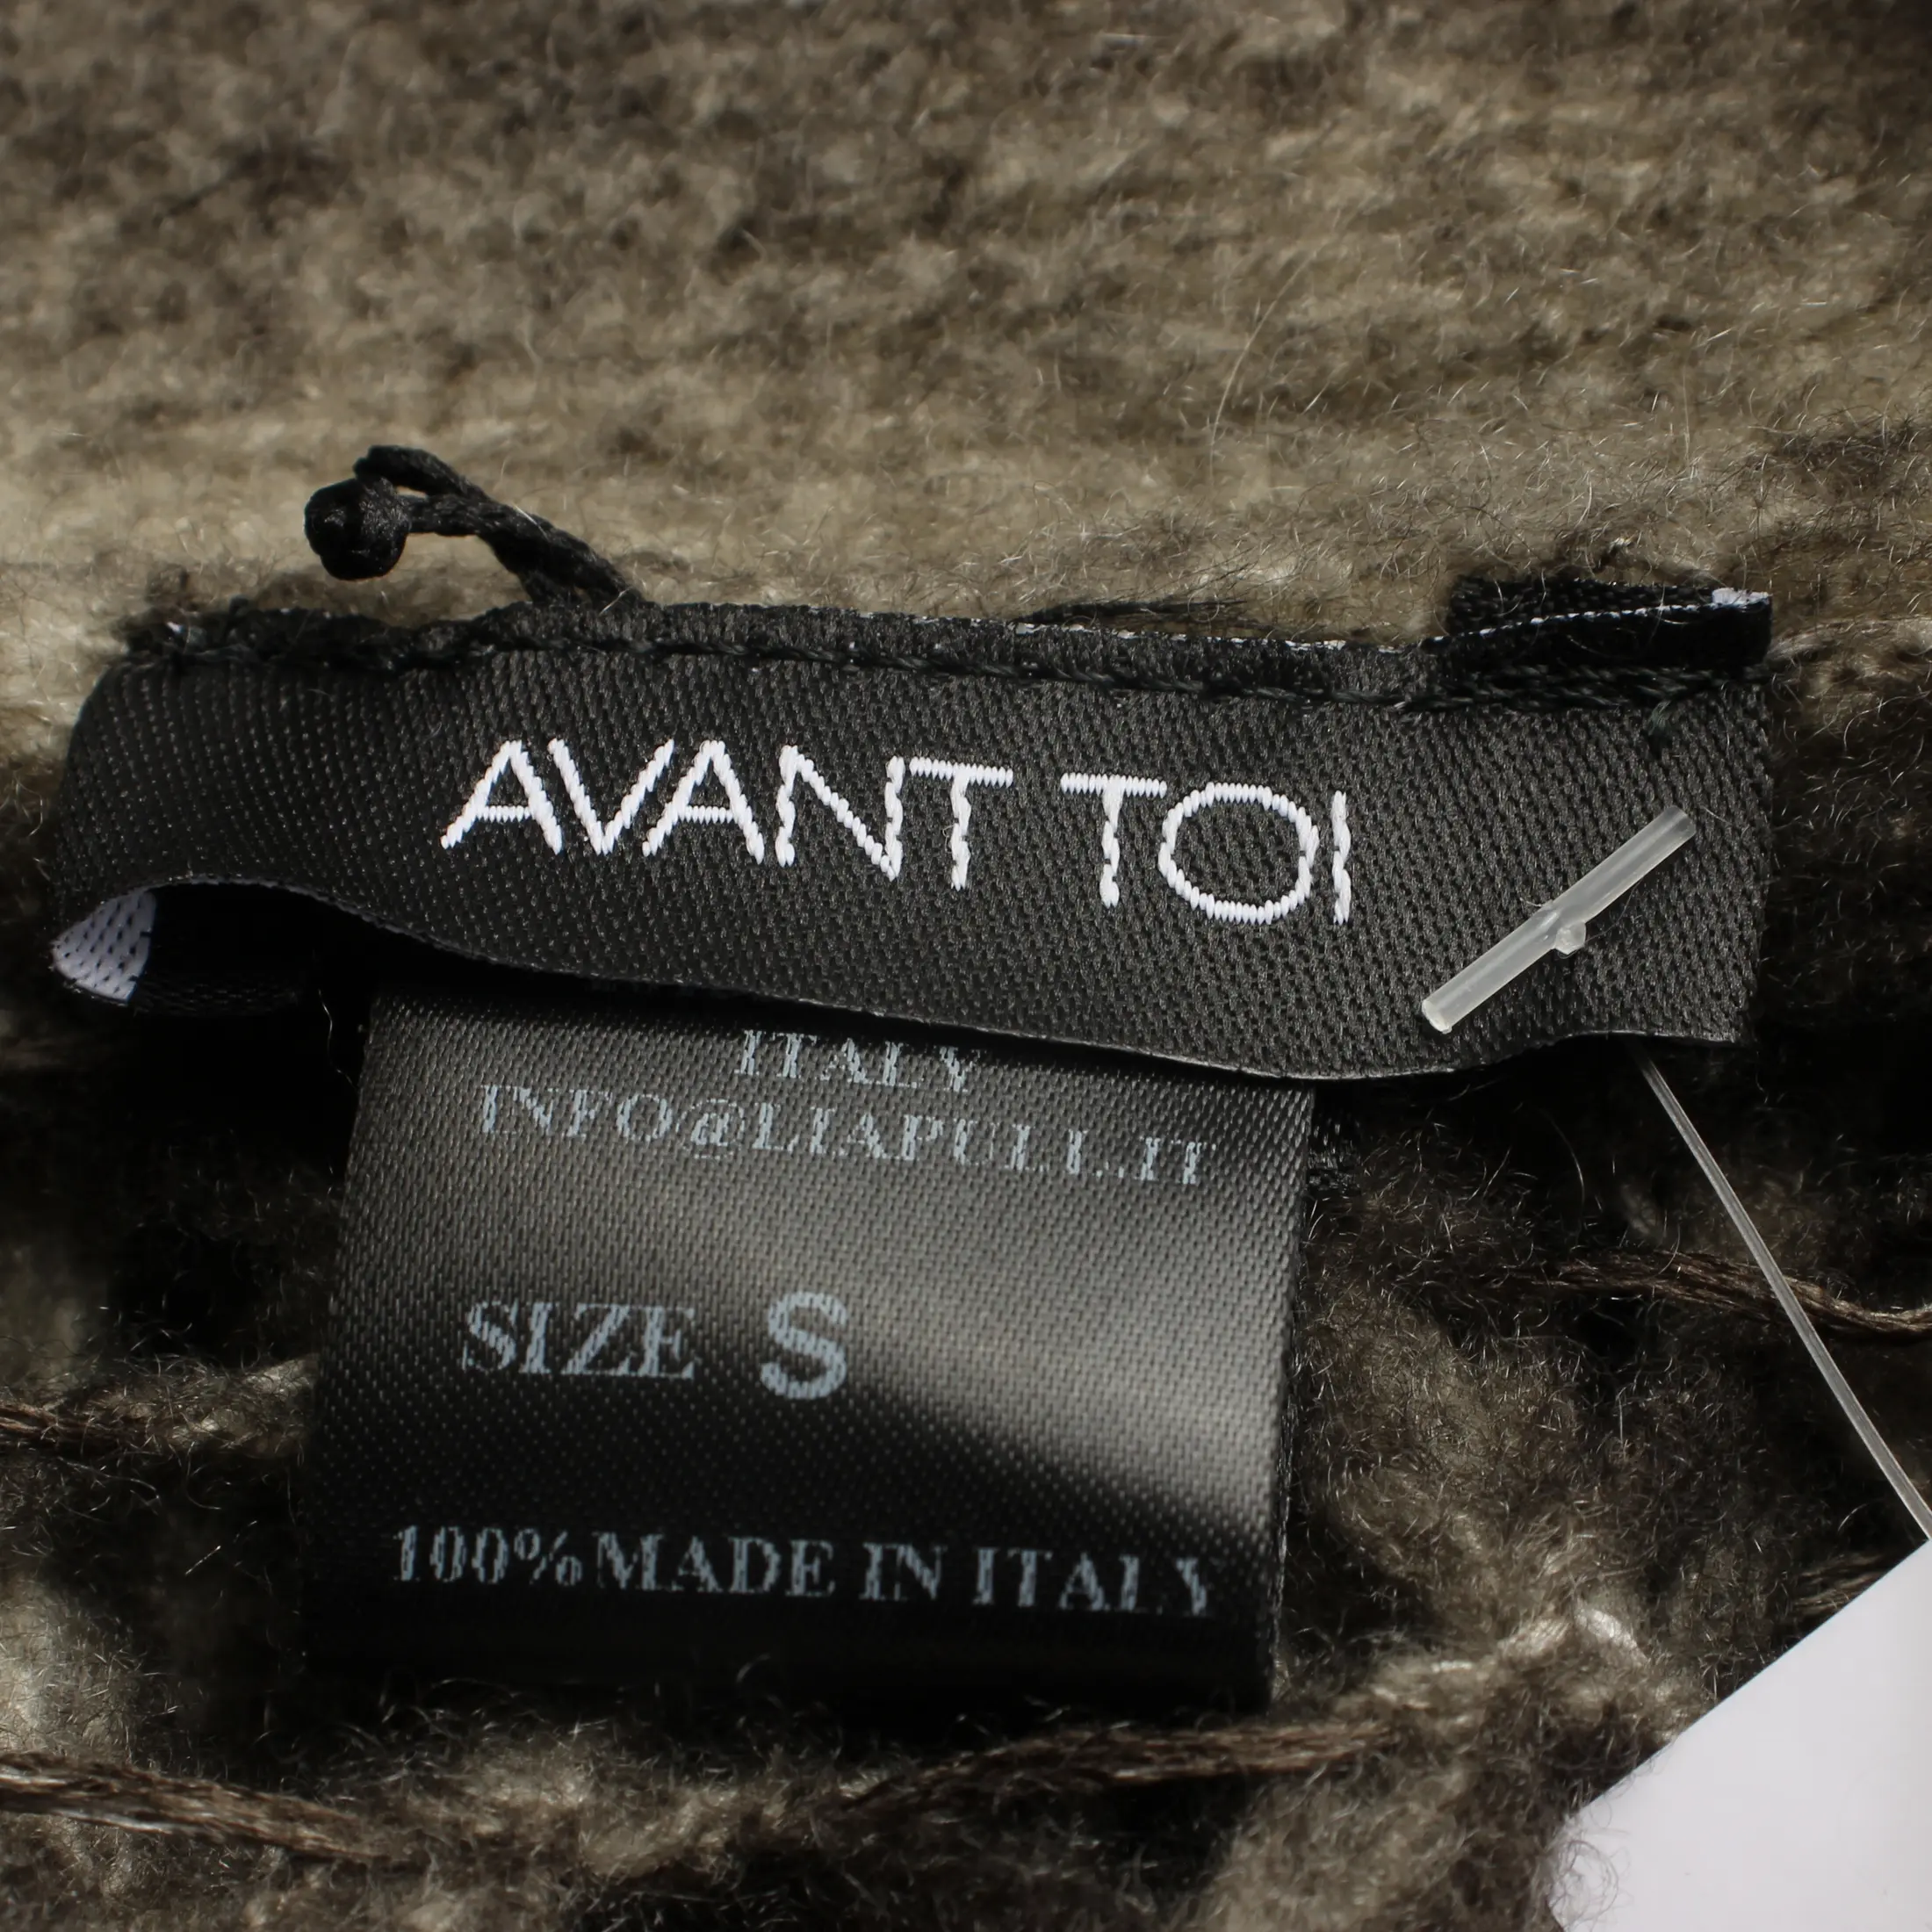 AVANT TOI
ITALY
INFO@LIAPULL.IT
SIZE S
100% MADE IN ITALY